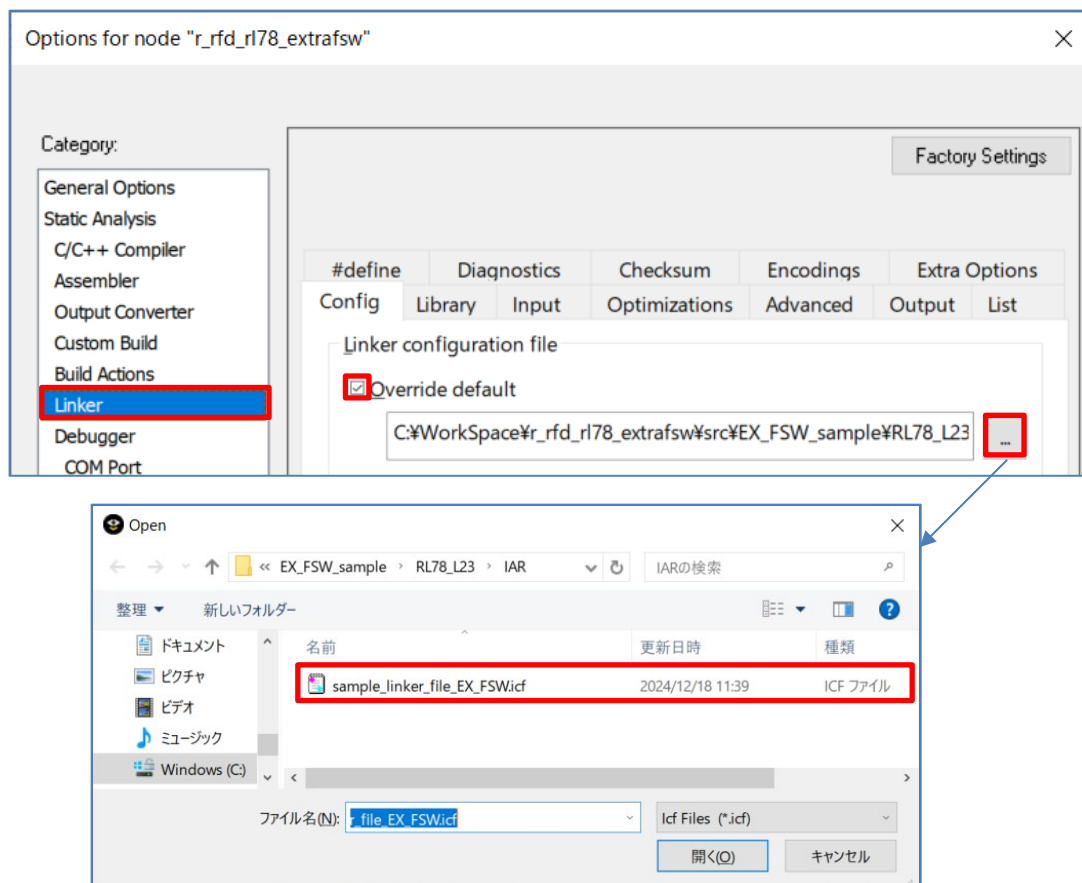 Options for node "r_rfd_rl78_extrafsw"
Category:
Factory Settings
General Options
Static Analysis
C/C++ Compiler
Assembler
Output Converter
Custom Build
Build Actions
Linker
Debugger
COM Port
#define Diagnostics Checksum Encodings Extra Options
Config Library Input Optimizations Advanced Output List
Linker configuration file
Override default
C:¥WorkSpace¥r_rfd_rl78_extrafsw¥src¥EX_FSW_sample¥RL78_L23
...
Open
« EX_FSW_sample › RL78_L23 › IAR
IARの検索
整理 新しいフォルダー
ドキュメント
ピクチャ
ビデオ
ミュージック
Windows (C:)
名前 更新日時 種類
sample_linker_file_EX_FSW.icf 2024/12/18 11:39 ICF ファイル
ファイル名(N): r_file_EX_FSW.icf
Icf Files (*.icf)
開く(O) キャンセル